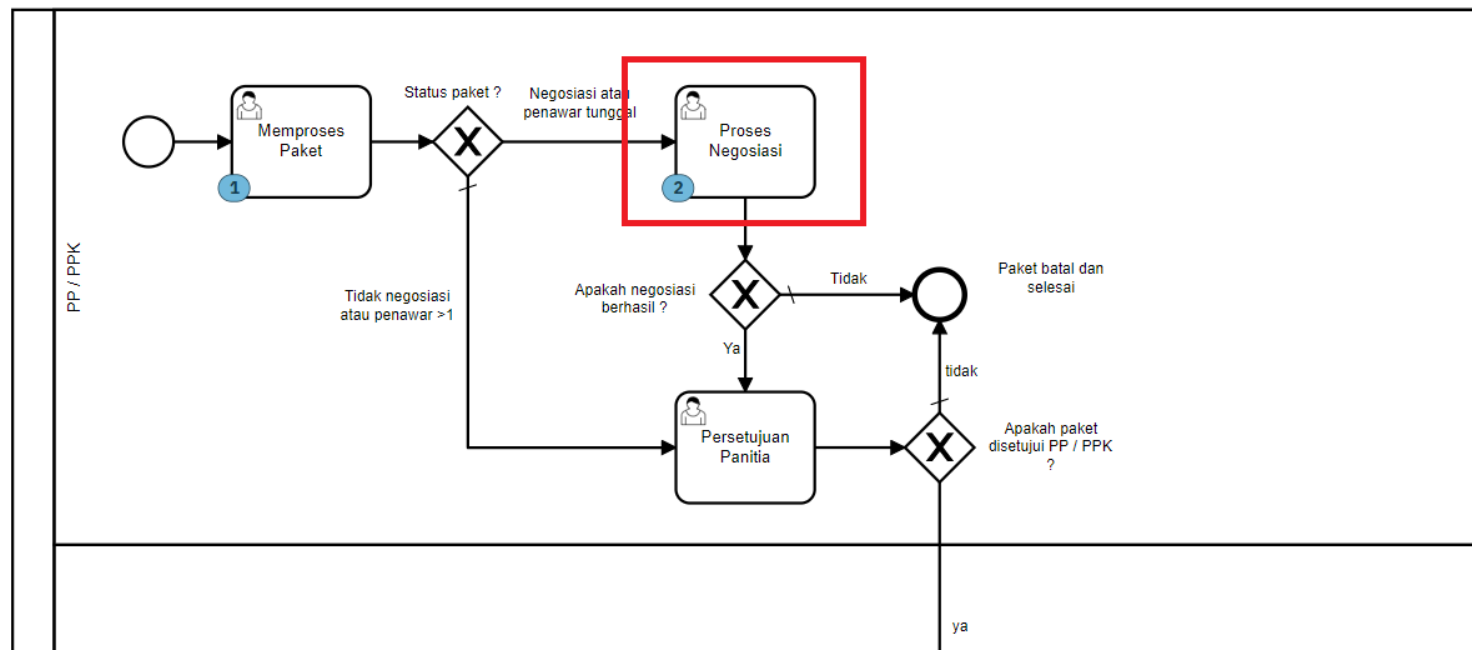 PP / PPK
Memproses
Paket
1
Status paket ?
Negosiasi atau
penawar tunggal
Proses
Negosiasi
2
Tidak negosiasi
atau penawar >1
Apakah negosiasi
berhasil ?
Tidak
Paket batal dan
selesai
Ya
tidak
Persetujuan
Panitia
Apakah paket
disetujui PP / PPK
?
ya